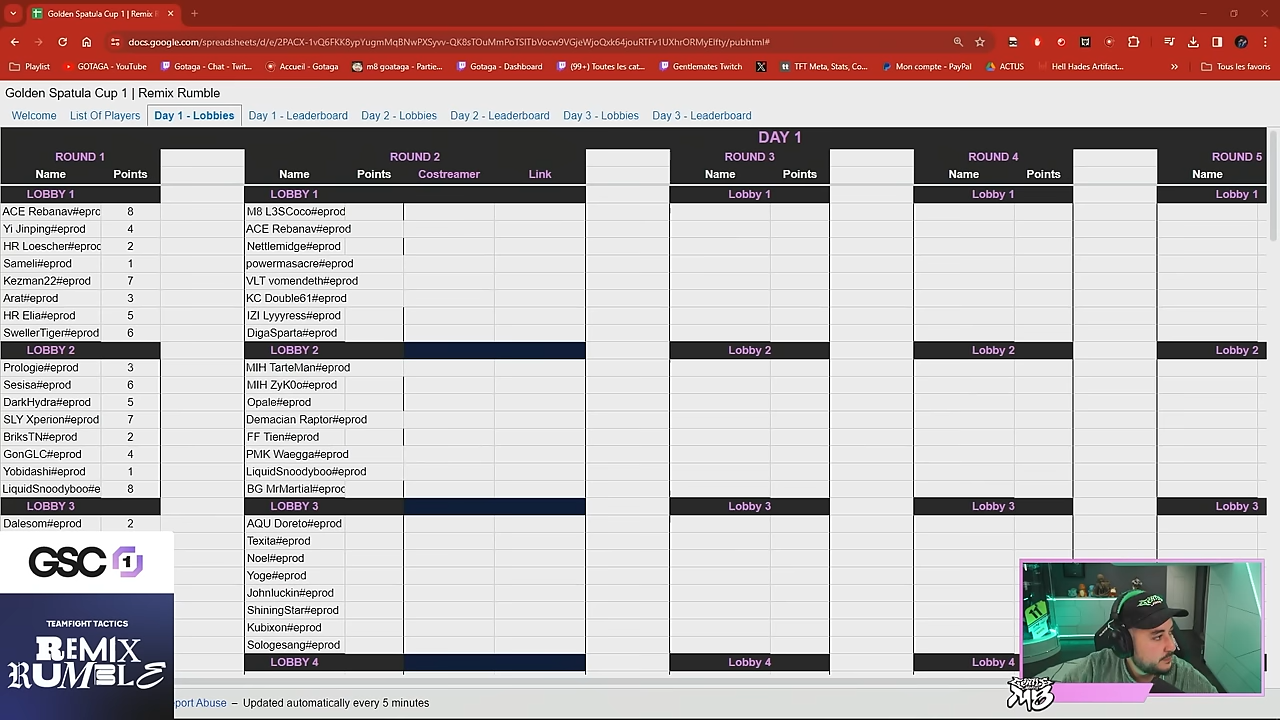 Golden Spatula Cup 1 | Remix R
docs.google.com/spreadsheets/d/e/2PACX-1vQ6FKK8ypYugmMqBNwPXSyvv-QK8sTOuMmPoTSITbVocw9VGjeWjoQxk64jouRTFv1UXhrORMyEIfty/pubhtml#
Playlist GOTAGA - YouTube Gotaga - Chat - Twit... Accueil - Gotaga m8 goataga - Partie... Gotaga - Dashboard (99+) Toutes les cat... Gentlemates Twitch TFT Meta, Stats, Co... Mon compte - PayPal ACTUS Hell Hades Artifact... » Tous les favoris
Golden Spatula Cup 1 | Remix Rumble
Welcome List Of Players Day 1 - Lobbies Day 1 - Leaderboard Day 2 - Lobbies Day 2 - Leaderboard Day 3 - Lobbies Day 3 - Leaderboard
DAY 1
ROUND 1 ROUND 2 ROUND 3 ROUND 4 ROUND 5
Name Points Name Points Costreamer Link Name Points Name Points Name
LOBBY 1 LOBBY 1 Lobby 1 Lobby 1 Lobby 1
ACE Rebanav#epro 8 M8 L3SCoco#eprod
Yi Jinping#eprod 4 ACE Rebanav#eprod
HR Loescher#eproc 2 Nettlemidge#eprod
Sameli#eprod 1 powermasacre#eprod
Kezman22#eprod 7 VLT vomendeth#eprod
Arat#eprod 3 KC Double61#eprod
HR Elia#eprod 5 IZI Lyyyress#eprod
SwellerTiger#eprod 6 DigaSparta#eprod
LOBBY 2 LOBBY 2 Lobby 2 Lobby 2 Lobby 2
Prologie#eprod 3 MIH TarteMan#eprod
Sesisa#eprod 6 MIH ZyK0o#eprod
DarkHydra#eprod 5 Opale#eprod
SLY Xperion#eprod 7 Demacian Raptor#eprod
BriksTN#eprod 2 FF Tien#eprod
GonGLC#eprod 4 PMK Waegga#eprod
Yobidashi#eprod 1 LiquidSnoodyboo#eprod
LiquidSnoodyboo#e 8 BG MrMartial#eprod
LOBBY 3 LOBBY 3 Lobby 3 Lobby 3 Lobby 3
Dalesom#eprod 2 AQU Doreto#eprod
Texita#eprod
Noel#eprod
Yoge#eprod
Johnluckin#eprod
ShiningStar#eprod
Kubixon#eprod
Sologesang#eprod
LOBBY 4 Lobby 4 Lobby 4
GSC 1
TEAMFIGHT TACTICS
REMIX
RUMBLE
port Abuse – Updated automatically every 5 minutes
M8